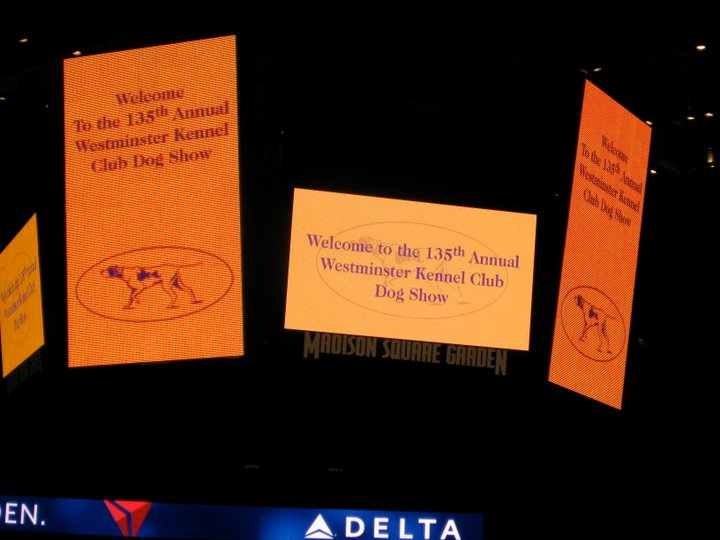 Welcome
To the 135th Annual
Westminster Kennel
Club Dog Show
Welcome to the 135th Annual
Westminster Kennel Club
Dog Show
MADISON SQUARE GARDEN
Welcome
To the 135th Annual
Westminster Kennel
Club Dog Show
DEN.
DELTA